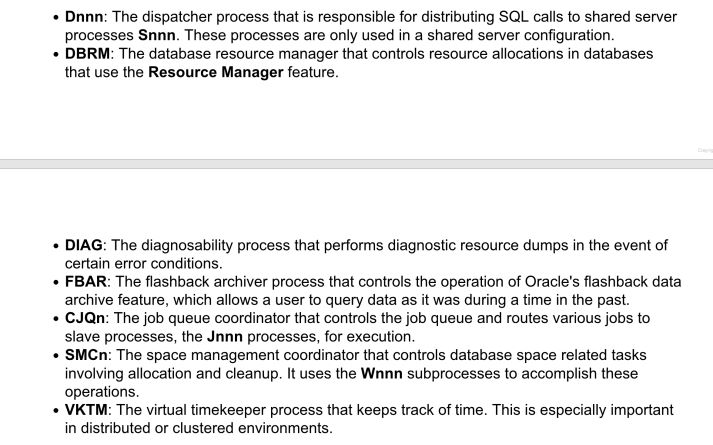 • Dnnn: The dispatcher process that is responsible for distributing SQL calls to shared server
processes Snnn. These processes are only used in a shared server configuration.
• DBRM: The database resource manager that controls resource allocations in databases
that use the Resource Manager feature.
• DIAG: The diagnosability process that performs diagnostic resource dumps in the event of
certain error conditions.
• FBAR: The flashback archiver process that controls the operation of Oracle's flashback data
archive feature, which allows a user to query data as it was during a time in the past.
• CJQn: The job queue coordinator that controls the job queue and routes various jobs to
slave processes, the Jnnn processes, for execution.
• SMCn: The space management coordinator that controls database space related tasks
involving allocation and cleanup. It uses the Wnnn subprocesses to accomplish these
operations.
• VKTM: The virtual timekeeper process that keeps track of time. This is especially important
in distributed or clustered environments.